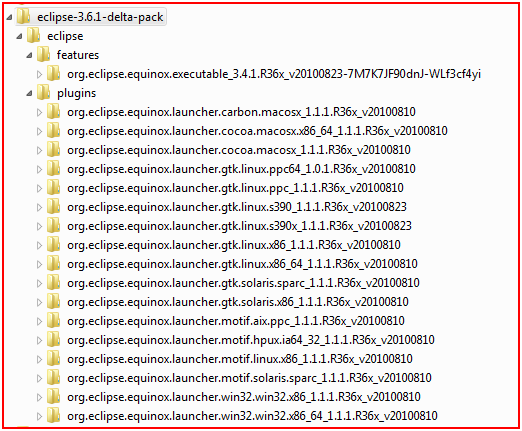 eclipse-3.6.1-delta-pack
eclipse
features
org.eclipse.equinox.executable_3.4.1.R36x_v20100823-7M7K7JF90dnJ-WLf3cf4yi
plugins
org.eclipse.equinox.launcher.carbon.macosx_1.1.1.R36x_v20100810
org.eclipse.equinox.launcher.cocoa.macosx.x86_64_1.1.1.R36x_v20100810
org.eclipse.equinox.launcher.cocoa.macosx_1.1.1.R36x_v20100810
org.eclipse.equinox.launcher.gtk.linux.ppc64_1.0.1.R36x_v20100810
org.eclipse.equinox.launcher.gtk.linux.ppc_1.1.1.R36x_v20100810
org.eclipse.equinox.launcher.gtk.linux.s390_1.1.1.R36x_v20100823
org.eclipse.equinox.launcher.gtk.linux.s390x_1.1.1.R36x_v20100823
org.eclipse.equinox.launcher.gtk.linux.x86_1.1.1.R36x_v20100810
org.eclipse.equinox.launcher.gtk.linux.x86_64_1.1.1.R36x_v20100810
org.eclipse.equinox.launcher.gtk.solaris.sparc_1.1.1.R36x_v20100810
org.eclipse.equinox.launcher.gtk.solaris.x86_1.1.1.R36x_v20100810
org.eclipse.equinox.launcher.motif.aix.ppc_1.1.1.R36x_v20100810
org.eclipse.equinox.launcher.motif.hpux.ia64_32_1.1.1.R36x_v20100810
org.eclipse.equinox.launcher.motif.linux.x86_1.1.1.R36x_v20100810
org.eclipse.equinox.launcher.motif.solaris.sparc_1.1.1.R36x_v20100810
org.eclipse.equinox.launcher.win32.win32.x86_1.1.1.R36x_v20100810
org.eclipse.equinox.launcher.win32.win32.x86_64_1.1.1.R36x_v20100810